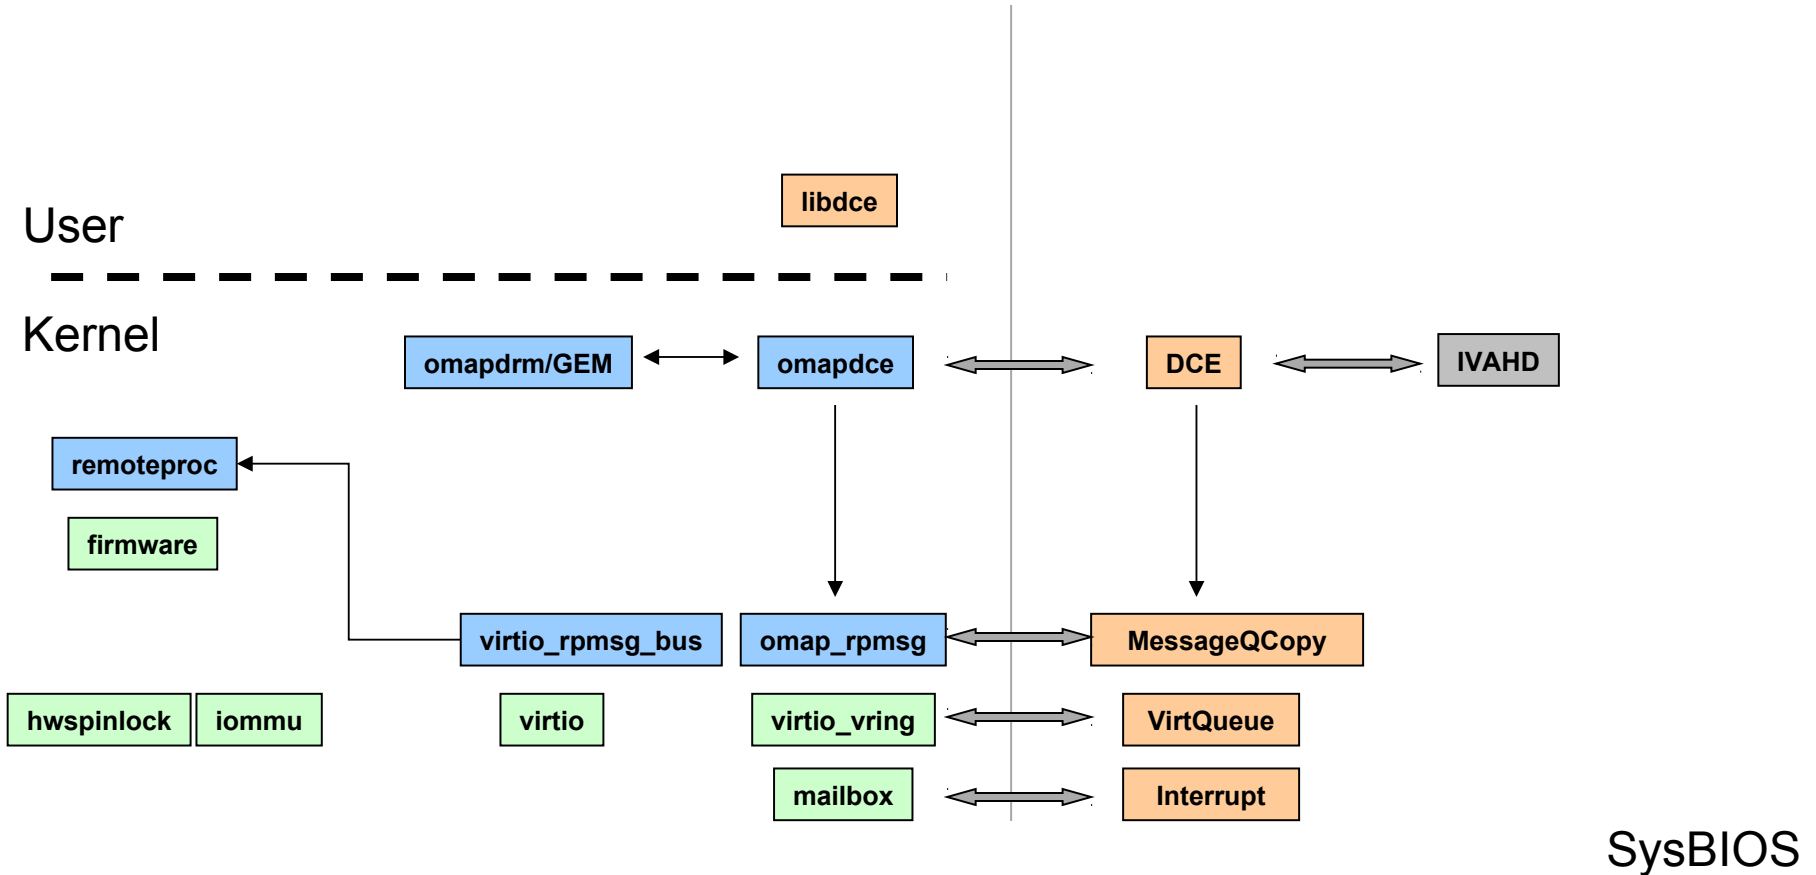 libdce
User
Kernel
omapdrm/GEM
omapdce
DCE
IVAHD
remoteproc
firmware
virtio_rpmsg_bus
omap_rpmsg
MessageQCopy
hwspinlock
iommu
virtio
virtio_vring
VirtQueue
mailbox
Interrupt
SysBIOS